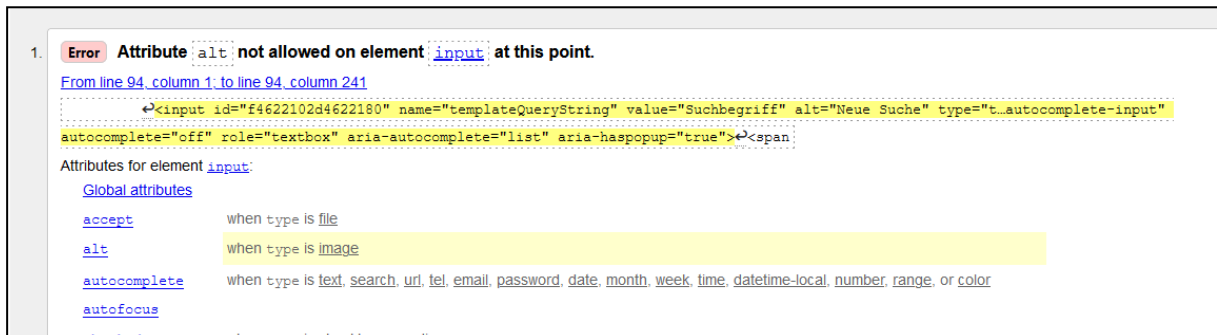 1. Error Attribute alt not allowed on element input at this point.
From line 94, column 1; to line 94, column 241
↩<input id="f4622102d4622180" name="templateQueryString" value="Suchbegriff" alt="Neue Suche" type="t…autocomplete-input"
autocomplete="off" role="textbox" aria-autocomplete="list" aria-haspopup="true">↩<span
Attributes for element input:
Global attributes
accept when type is file
alt when type is image
autocomplete when type is text, search, url, tel, email, password, date, month, week, time, datetime-local, number, range, or color
autofocus